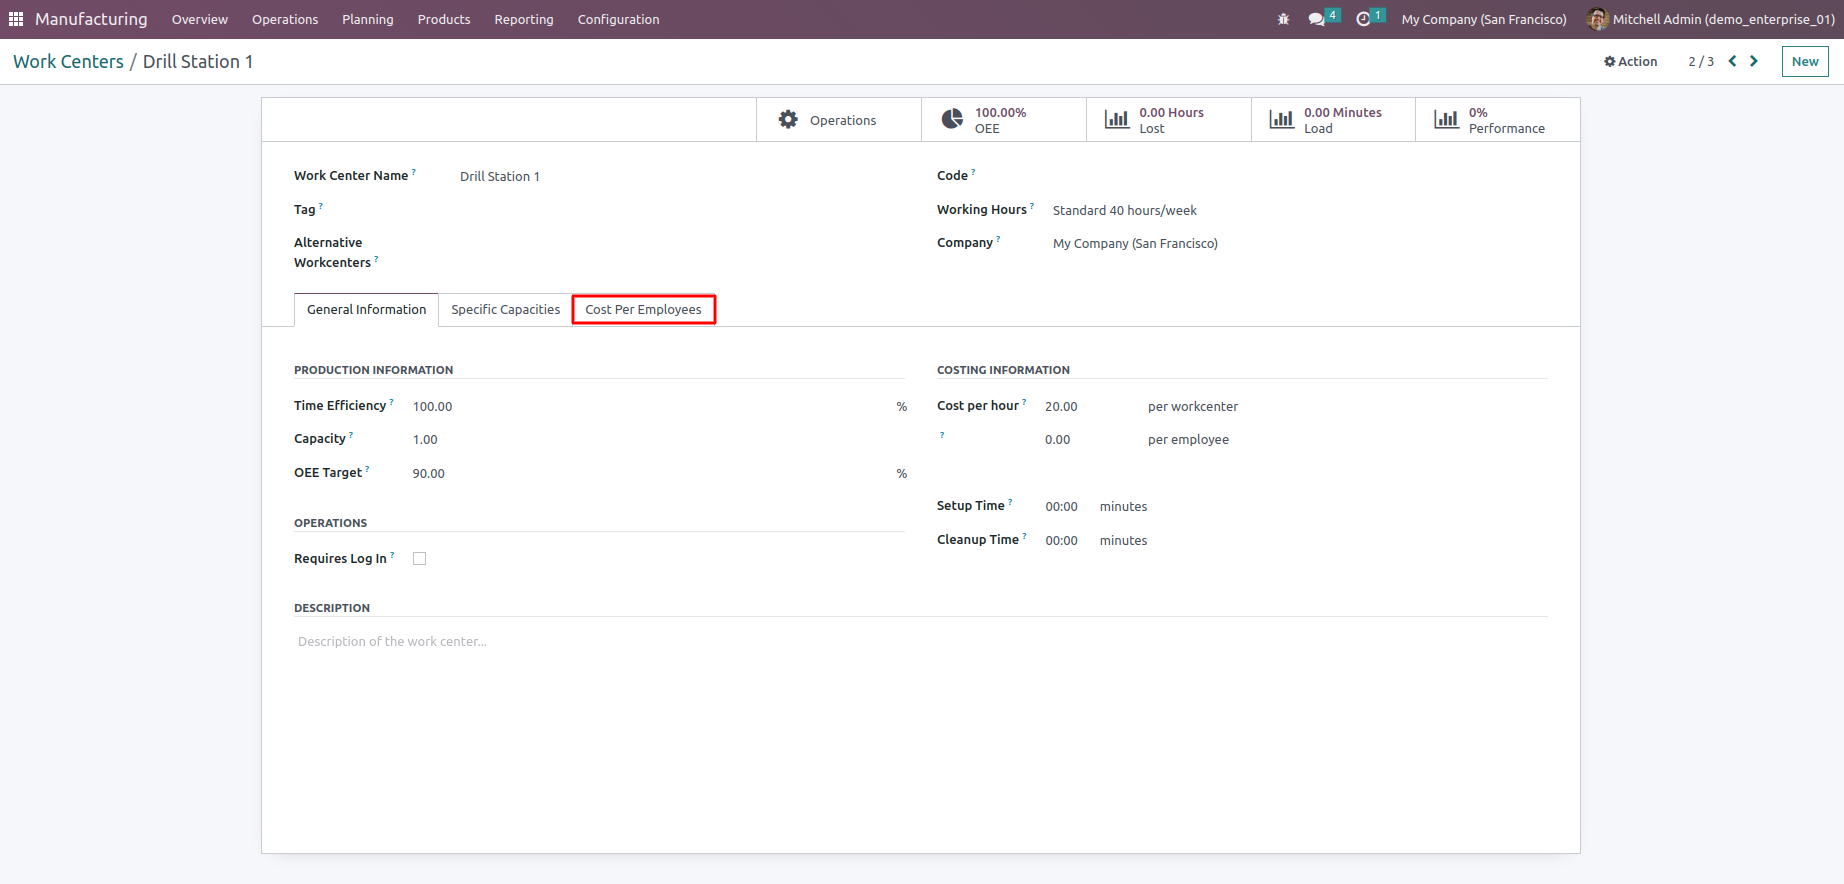 Manufacturing Overview Operations Planning Products Reporting Configuration 4 1 My Company (San Francisco) Mitchell Admin (demo_enterprise_01)
Work Centers / Drill Station 1 Action 2 / 3 New
Operations
100.00%
OEE
0.00 Hours
Lost
0.00 Minutes
Load
0%
Performance
Work Center Name ? Drill Station 1
Tag ?
Alternative
Workcenters ?
Code ?
Working Hours ? Standard 40 hours/week
Company ? My Company (San Francisco)
General Information Specific Capacities Cost Per Employees
PRODUCTION INFORMATION
Time Efficiency ? 100.00 %
Capacity ? 1.00
OEE Target ? 90.00 %
OPERATIONS
Requires Log In ?
COSTING INFORMATION
Cost per hour ? 20.00 per workcenter
? 0.00 per employee
Setup Time ? 00:00 minutes
Cleanup Time ? 00:00 minutes
DESCRIPTION
Description of the work center...